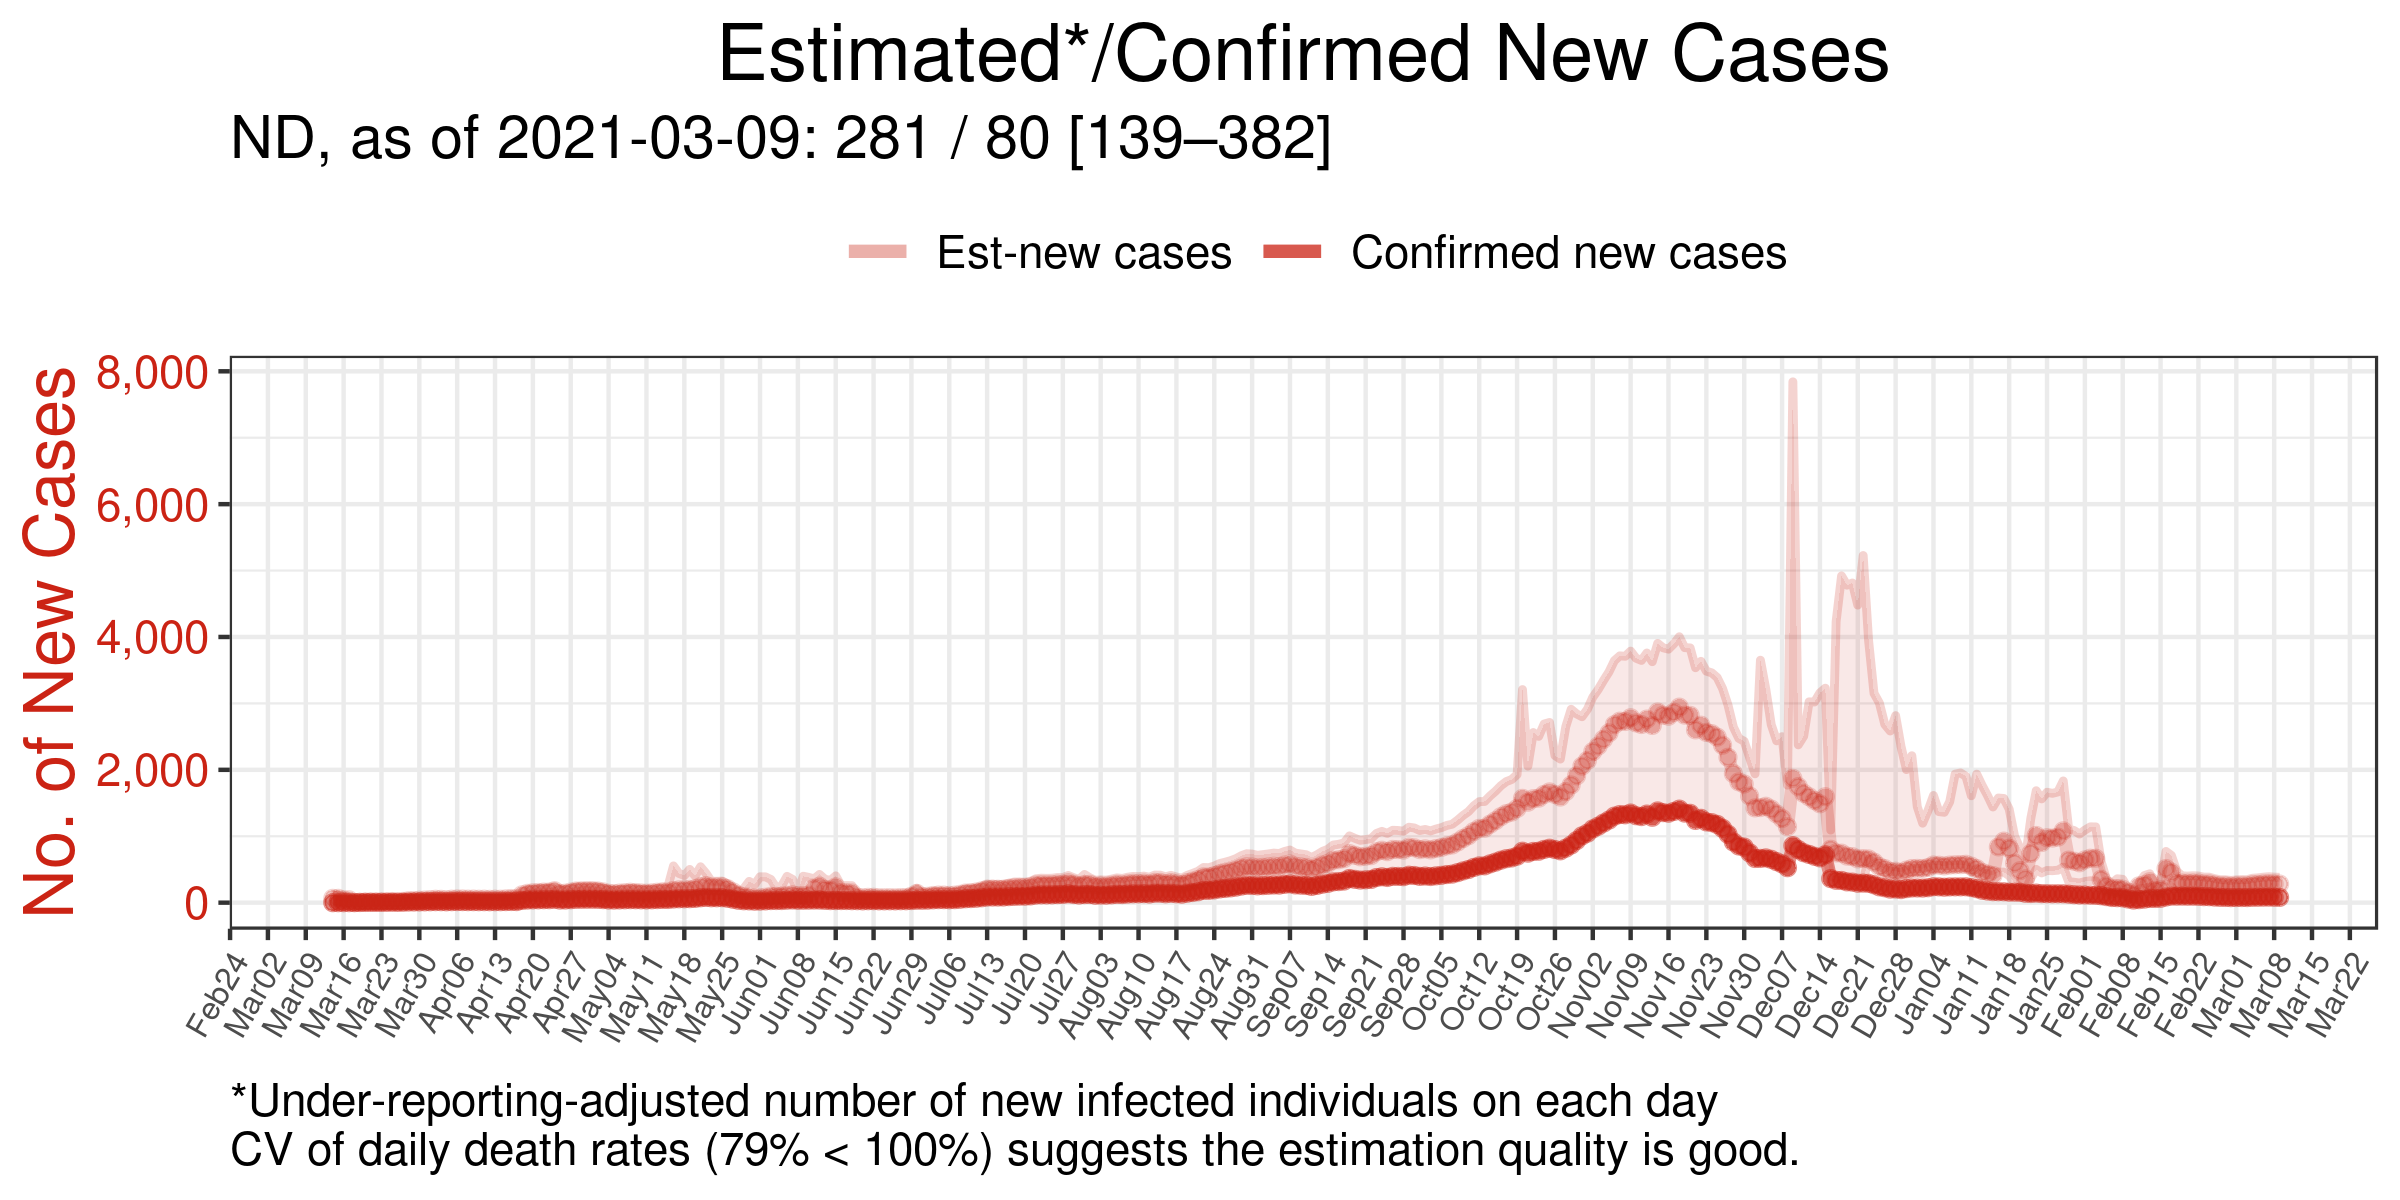 Estimated*/Confirmed New Cases
ND, as of 2021-03-09: 281 / 80 [139–382]
Est-new cases Confirmed new cases
No. of New Cases
8,000
6,000
4,000
2,000
0
Feb24 Mar02 Mar09 Mar16 Mar23 Mar30 Apr06 Apr13 Apr20 Apr27 May04 May11 May18 May25 Jun01 Jun08 Jun15 Jun22 Jun29 Jul06 Jul13 Jul20 Jul27 Aug03 Aug10 Aug17 Aug24 Aug31 Sep07 Sep14 Sep21 Sep28 Oct05 Oct12 Oct19 Oct26 Nov02 Nov09 Nov16 Nov23 Nov30 Dec07 Dec14 Dec21 Dec28 Jan04 Jan11 Jan18 Jan25 Feb01 Feb08 Feb15 Feb22 Mar01 Mar08 Mar15 Mar22
*Under-reporting-adjusted number of new infected individuals on each day
CV of daily death rates (79% < 100%) suggests the estimation quality is good.